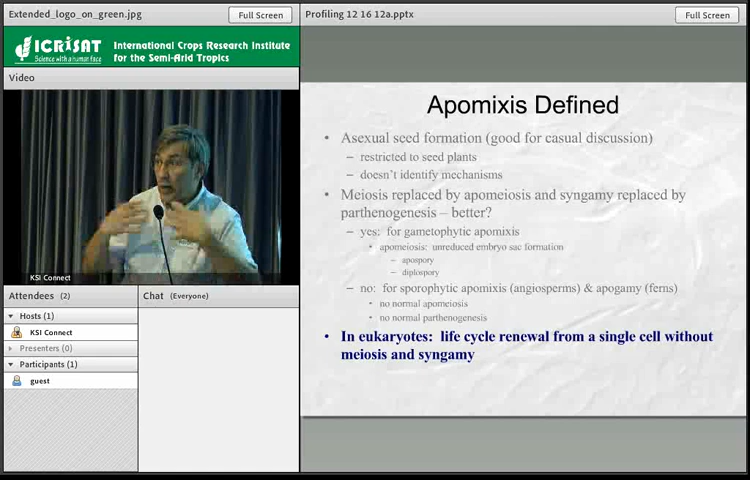 Extended_logo_on_green.jpg
Full Screen
ICRISAT
Science with a human face
International Crops Research Institute
for the Semi-Arid Tropics
Video
KSI Connect
Attendees (2)
Hosts (1)
KSI Connect
Presenters (0)
Participants (1)
guest
Chat (Everyone)
Profiling 12 16 12a.pptx
Full Screen
Apomixis Defined
• Asexual seed formation (good for casual discussion)
– restricted to seed plants
– doesn't identify mechanisms
• Meiosis replaced by apomeiosis and syngamy replaced by
parthenogenesis – better?
– yes: for gametophytic apomixis
• apomeiosis: unreduced embryo sac formation
– apospory
– diplospory
– no: for sporophytic apomixis (angiosperms) & apogamy (ferns)
• no normal apomeiosis
• no normal parthenogenesis
• In eukaryotes: life cycle renewal from a single cell without
meiosis and syngamy